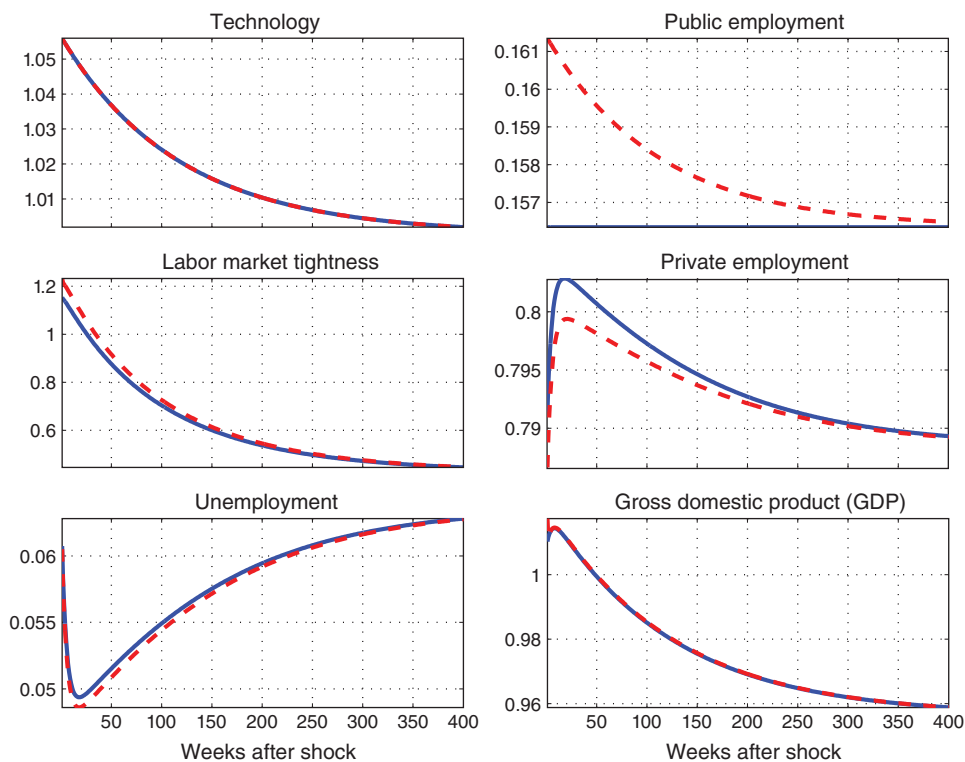 Technology
1.05
1.04
1.03
1.02
1.01
Public employment
0.161
0.16
0.159
0.158
0.157
Labor market tightness
1.2
1
0.8
0.6
Private employment
0.8
0.795
0.79
Unemployment
0.06
0.055
0.05
50 100 150 200 250 300 350 400
Weeks after shock
Gross domestic product (GDP)
1
0.98
0.96
50 100 150 200 250 300 350 400
Weeks after shock